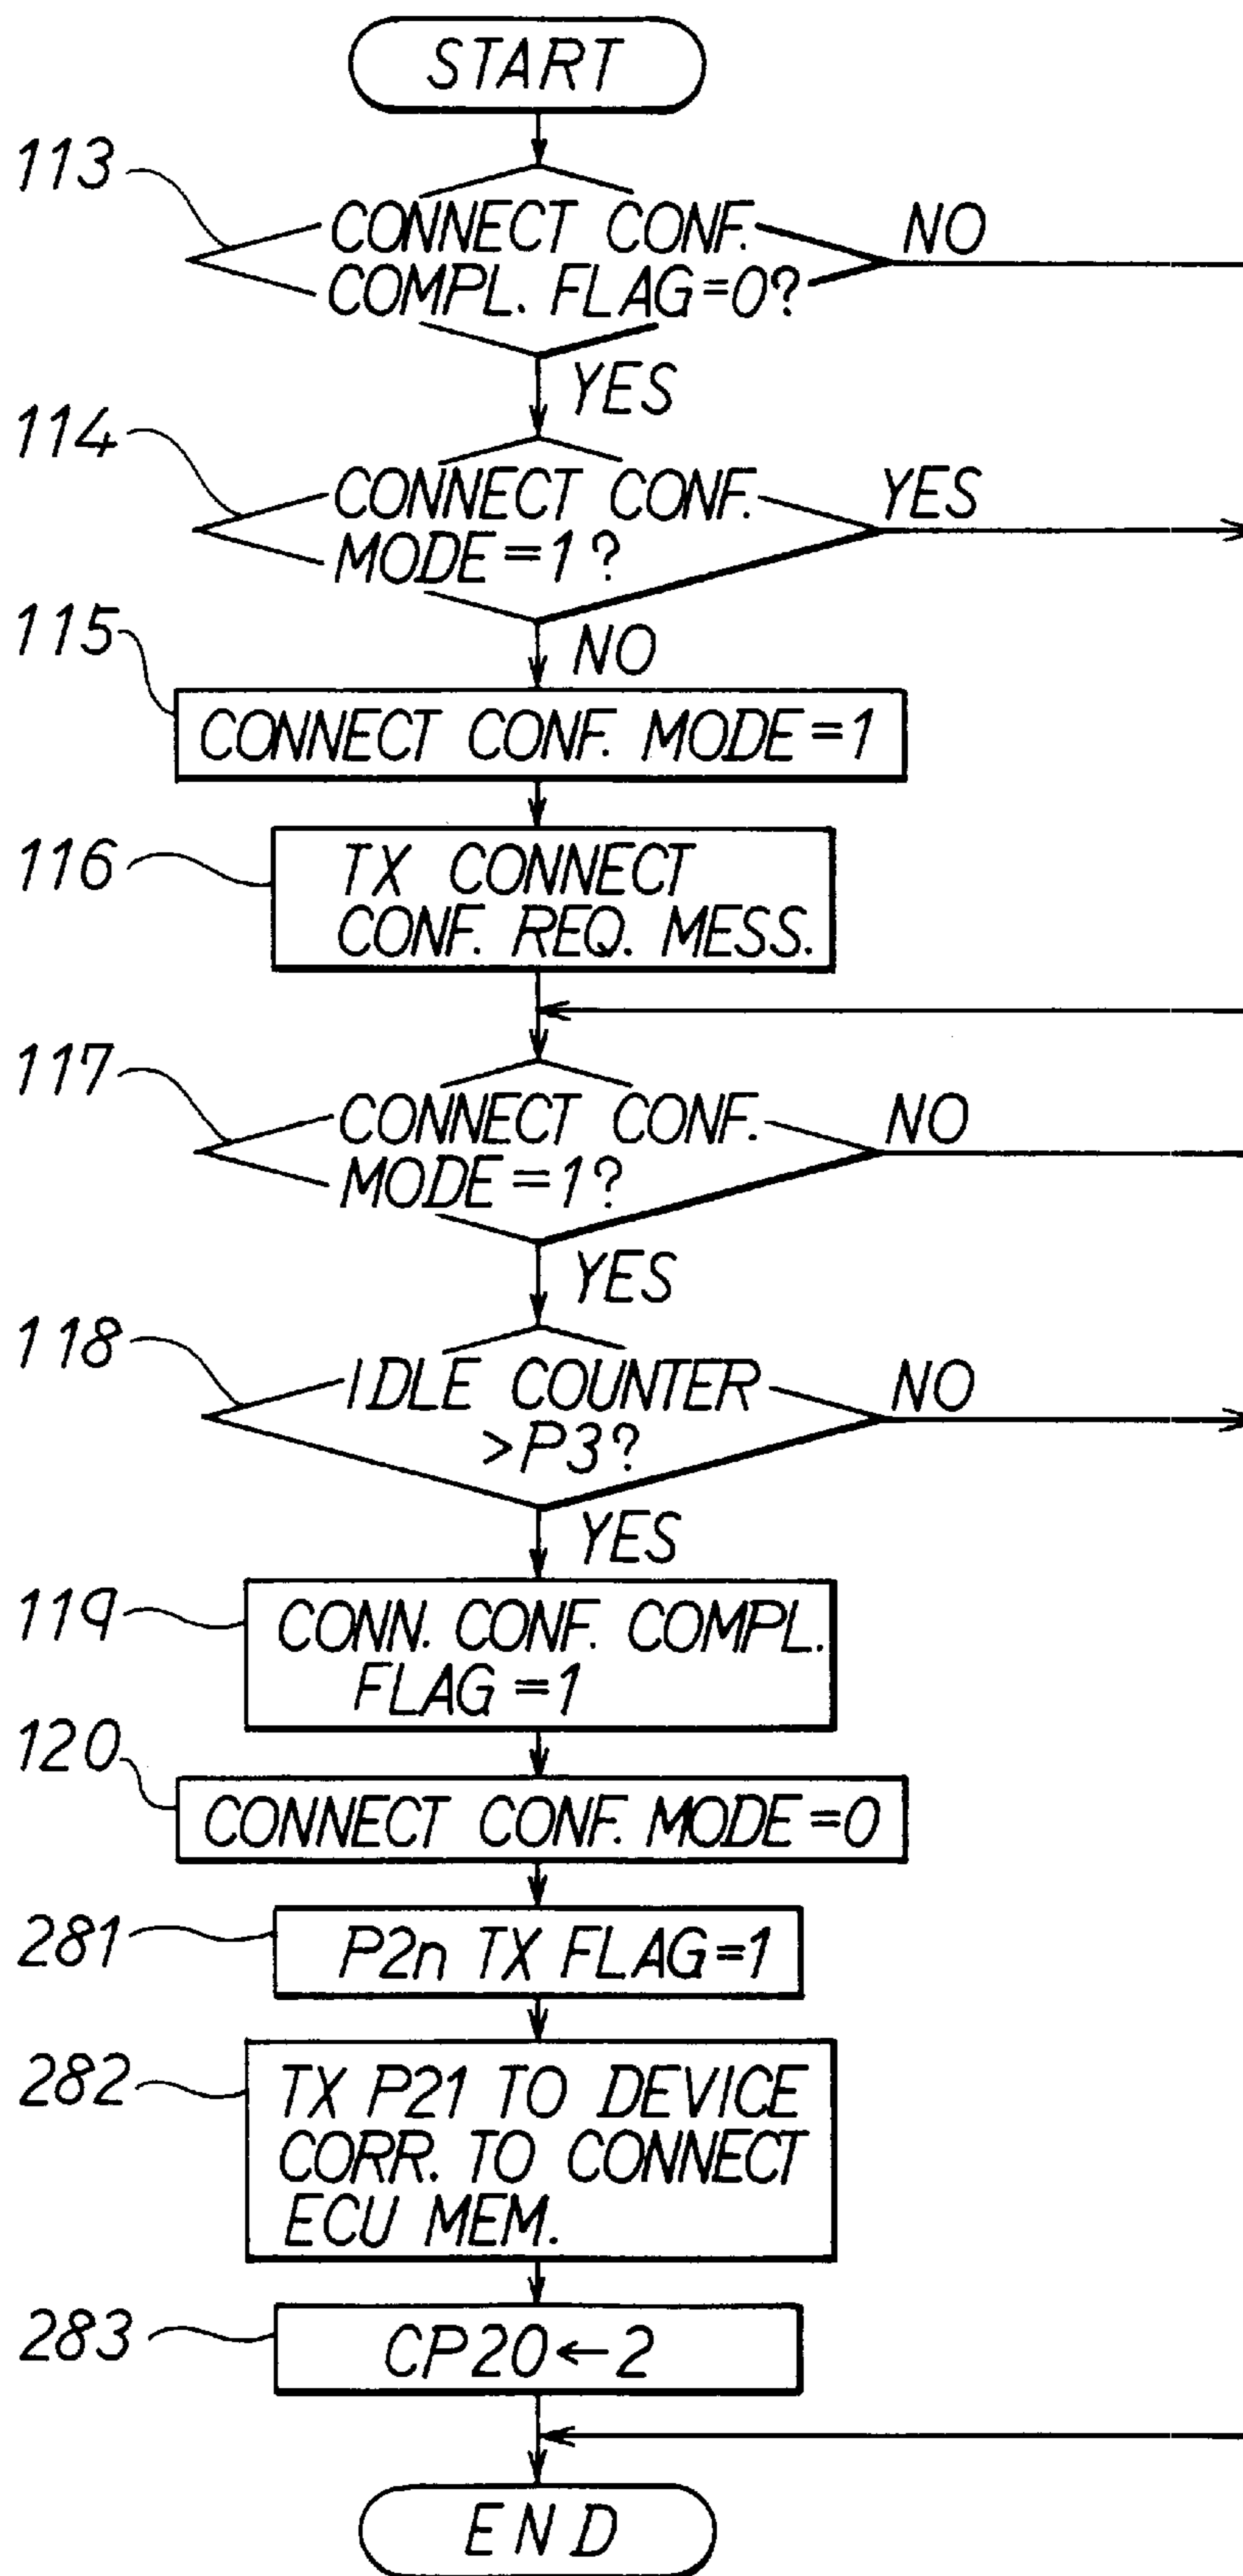 START
113
CONNECT CONF.
COMPL. FLAG=0?
NO
YES
114
CONNECT CONF.
MODE=1?
YES
NO
115
CONNECT CONF. MODE=1
116
TX CONNECT
CONF. REQ. MESS.
117
CONNECT CONF.
MODE=1?
NO
YES
118
IDLE COUNTER
>P3?
NO
YES
119
CONN. CONF. COMPL.
FLAG=1
120
CONNECT CONF. MODE=0
281
P2n TX FLAG=1
282
TX P21 TO DEVICE
CORR. TO CONNECT
ECU MEM.
283
CP20←2
END